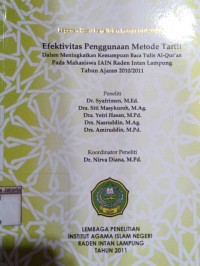 Efektivitas Penggunaan Metode Tartil
Dalam Meningkatkan Kemampuan Baca Tulis Al-Qur'an
Pada Mahasiswa IAIN Raden Intan Lampung
Tahun Ajaran 2010/2011
Peneliti
Dr. Syafrimen, M.Ed.
Dra. Siti Masykuroh, M.Ag.
Dra. Yetri Hasan, M.Pd.
Drs. Nasruddin, M.Ag.
Drs. Amiruddin, M.Pd.
Koordinator Peneliti
Dr. Nirva Diana, M.Pd.
LEMBAGA PENELITIAN
INSTITUT AGAMA ISLAM NEGERI
RADEN INTAN LAMPUNG
TAHUN 2011